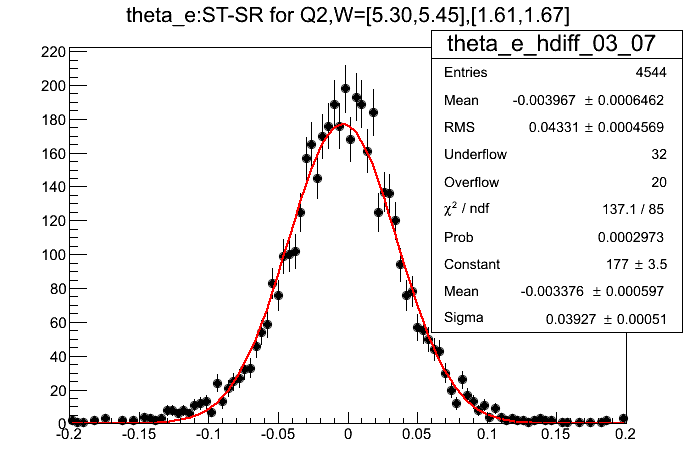 theta_e:ST-SR for Q2,W=[5.30,5.45],[1.61,1.67]
theta_e_hdiff_03_07
Entries 4544
Mean -0.003967 ± 0.0006462
RMS 0.04331 ± 0.0004569
Underflow 32
Overflow 20
χ² / ndf 137.1 / 85
Prob 0.0002973
Constant 177 ± 3.5
Mean -0.003376 ± 0.000597
Sigma 0.03927 ± 0.00051
220
200
180
160
140
120
100
80
60
40
20
0
-0.2 -0.15 -0.1 -0.05 0 0.05 0.1 0.15 0.2